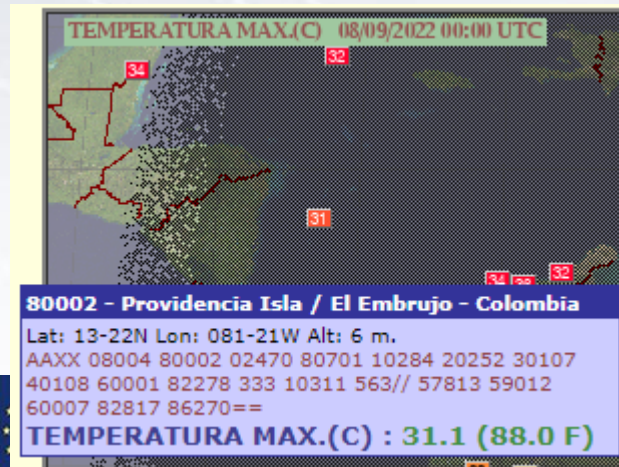 TEMPERATURA MAX.(C) 08/09/2022 00:00 UTC
34
32
31
34
32
80002 - Providencia Isla / El Embrujo - Colombia
Lat: 13-22N Lon: 081-21W Alt: 6 m.
AAXX 08004 80002 02470 80701 10284 20252 30107
40108 60001 82278 333 10311 563// 57813 59012
60007 82817 86270==
TEMPERATURA MAX.(C) : 31.1 (88.0 F)